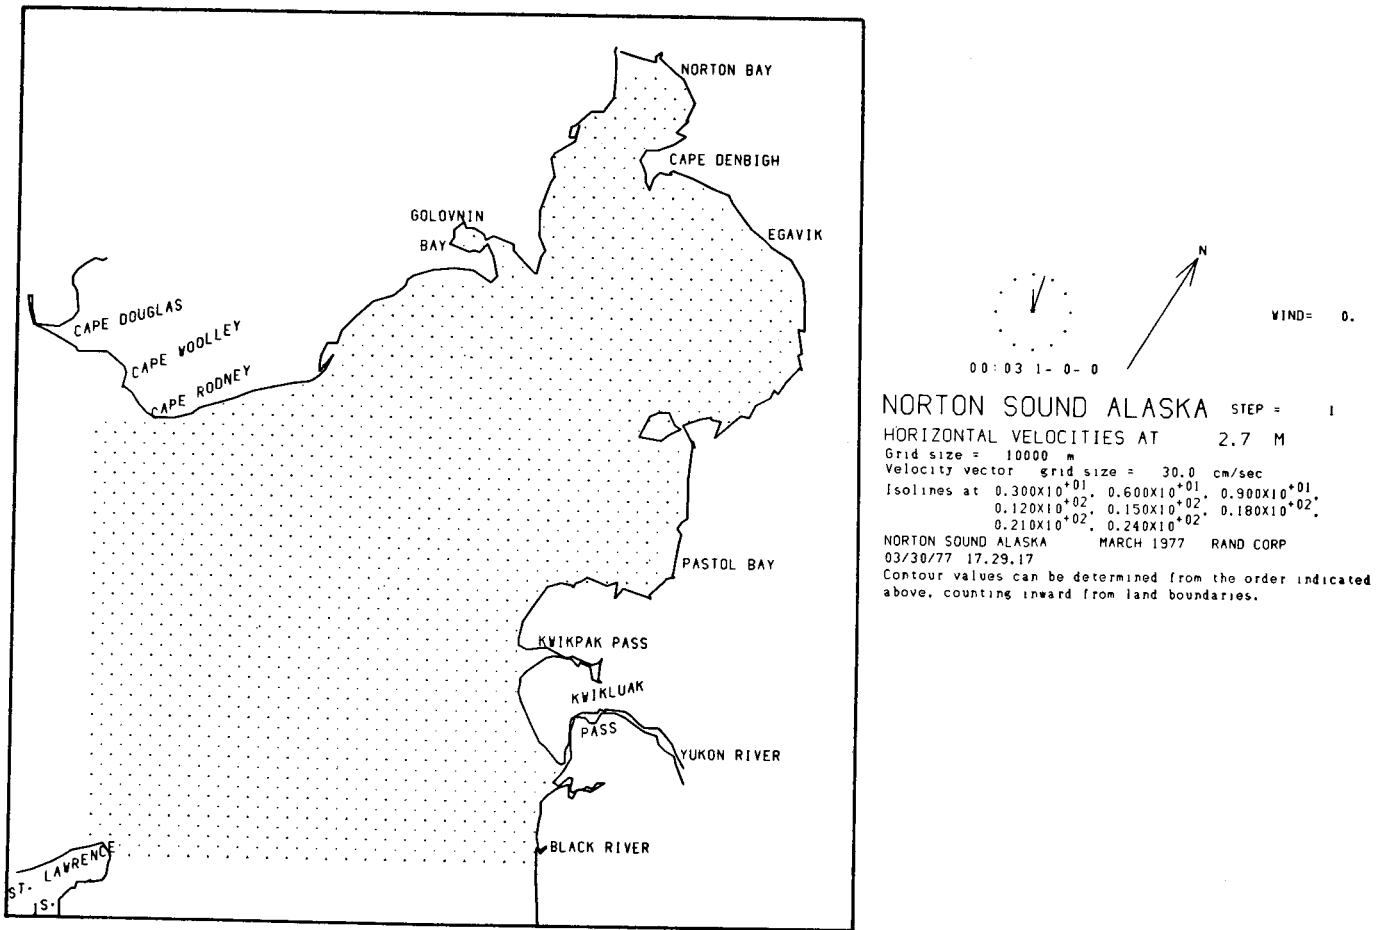 NORTON BAY
CAPE DENBIGH
GOLOVNIN
BAY
EGAVIK
CAPE DOUGLAS
CAPE WOOLLEY
CAPE RODNEY
PASTOL BAY
KWIKPAK PASS
KWIKLUAK
PASS
YUKON RIVER
BLACK RIVER
ST. LAWRENCE
IS.
N
WIND= 0.
00:03 1- 0- 0
NORTON SOUND ALASKA STEP = 1
HORIZONTAL VELOCITIES AT 2.7 M
Grid size = 10000 m
Velocity vector grid size = 30.0 cm/sec
Isolines at 0.300X10+01, 0.600X10+01, 0.900X10+01,
0.120X10+02, 0.150X10+02, 0.180X10+02,
0.210X10+02, 0.240X10+02
NORTON SOUND ALASKA MARCH 1977 RAND CORP
03/30/77 17.29.17
Contour values can be determined from the order indicated
above, counting inward from land boundaries.